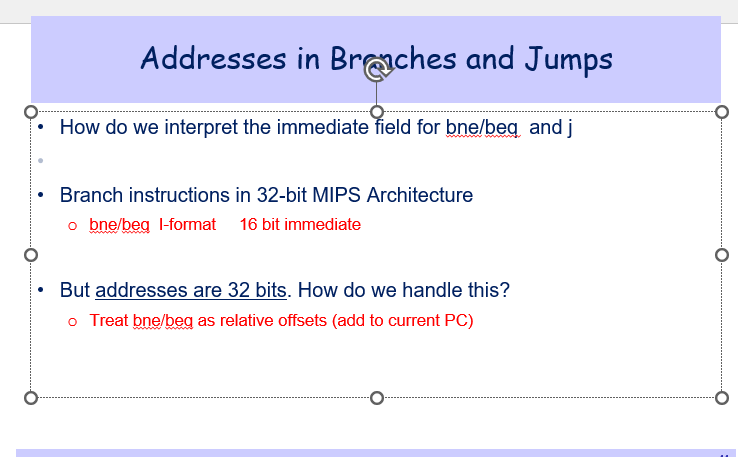 Addresses in Branches and Jumps
• How do we interpret the immediate field for bne/beq and j
•
• Branch instructions in 32-bit MIPS Architecture
o bne/beq I-format 16 bit immediate
• But addresses are 32 bits. How do we handle this?
o Treat bne/beq as relative offsets (add to current PC)